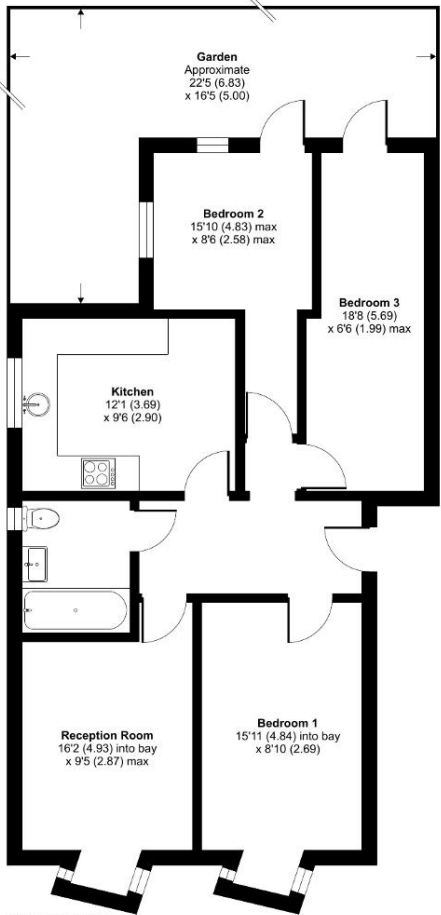 Garden
Approximate
22'5 (6.83)
x 16'5 (5.00)
Bedroom 2
15'10 (4.83) max
x 8'6 (2.58) max
Bedroom 3
18'8 (5.69)
x 6'6 (1.99) max
Kitchen
12'1 (3.69)
x 9'6 (2.90)
Reception Room
16'2 (4.93) into bay
x 9'5 (2.87) max
Bedroom 1
15'11 (4.84) into bay
x 8'10 (2.69)